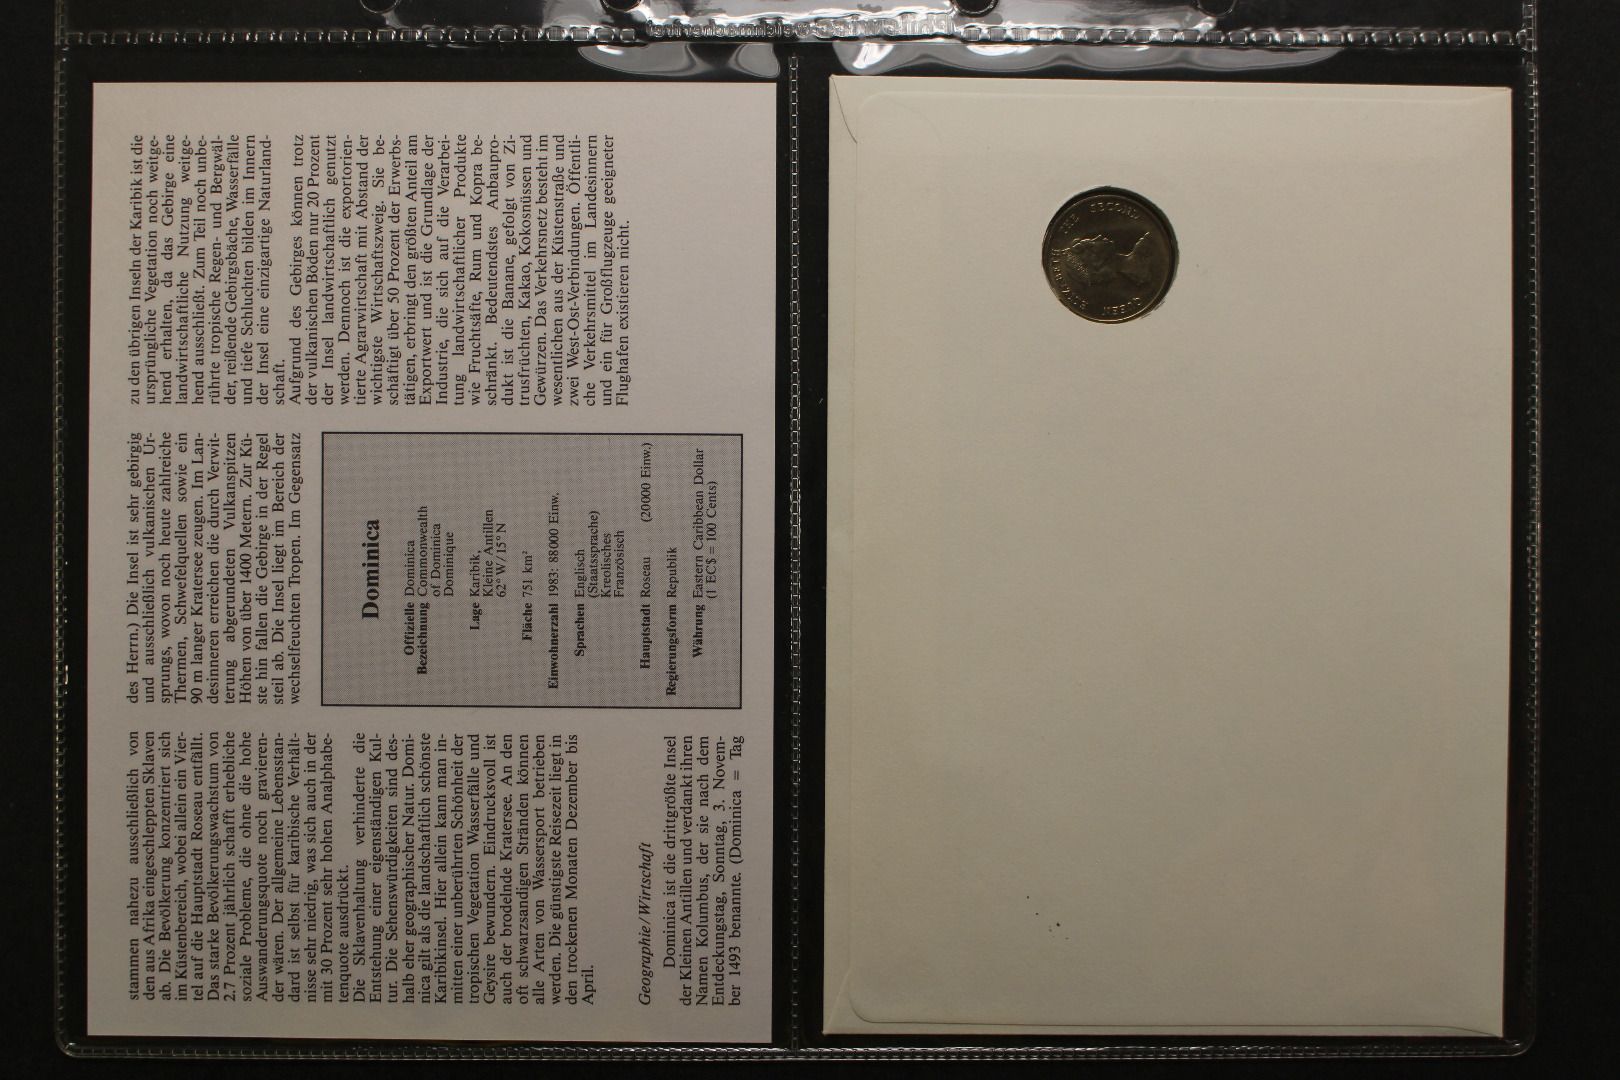 stammen nahezu ausschließlich von
den aus Afrika eingeschleppten Sklaven
ab. Die Bevölkerung konzentriert sich
im Küstenbereich, wobei allein ein Vier-
tel auf die Hauptstadt Roseau entfällt.
Das starke Bevölkerungswachstum von
2.7 Prozent jährlich schafft erhebliche
soziale Probleme, die ohne die hohe
Auswanderungsquote noch gravieren-
der wären. Der allgemeine Lebensstan-
dard ist selbst für karibische Verhält-
nisse sehr niedrig, was sich auch in der
mit 30 Prozent sehr hohen Analphabe-
tenquote ausdrückt.
Die Sklavenhaltung verhinderte die
Entstehung einer eigenständigen Kul-
tur. Die Sehenswürdigkeiten sind des-
halb eher geographischer Natur. Domi-
nica gilt als die landschaftlich schönste
Karibikinsel. Hier allein kann man in-
mitten einer unberührten Schönheit der
tropischen Vegetation Wasserfälle und
Geysire bewundern. Eindrucksvoll ist
auch der brodelnde Kratersee. An den
oft schwarzsandigen Stränden können
alle Arten von Wassersport betrieben
werden. Die günstigste Reisezeit liegt in
den trockenen Monaten Dezember bis
April.
Geographie/Wirtschaft
Dominica ist die drittgrößte Insel
der Kleinen Antillen und verdankt ihren
Namen Kolumbus, der sie nach dem
Entdeckungstag, Sonntag, 3. Novem-
ber 1493 benannte. (Dominica = Tag
des Herrn.) Die Insel ist sehr gebirgig
und ausschließlich vulkanischen Ur-
sprungs, wovon noch heute zahlreiche
Thermen, Schwefelquellen sowie ein
90 m langer Kratersee zeugen. Im Lan-
desinneren erreichen die durch Verwit-
terung abgerundeten Vulkanspitzen
Höhen von über 1400 Metern. Zur Kü-
ste hin fallen die Gebirge in der Regel
steil ab. Die Insel liegt im Bereich der
wechselfeuchten Tropen. Im Gegensatz
Dominica
Offizielle Dominica
Bezeichnung Commonwealth
of Dominica
Dominique
Lage Karibik,
Kleine Antillen
62° W/15° N
Fläche 751 km²
Einwohnerzahl 1983: 88000 Einw.
Sprachen Englisch
(Staatssprache)
Kreolisches
Französisch
Hauptstadt Roseau (20000 Einw.)
Regierungsform Republik
Währung Eastern Caribbean Dollar
(1 EC$ = 100 Cents)
zu den übrigen Inseln der Karibik ist die
ursprüngliche Vegetation noch weitge-
hend erhalten, da das Gebirge eine
landwirtschaftliche Nutzung weitge-
hend ausschließt. Zum Teil noch unbe-
rührte tropische Regen- und Bergwäl-
der, reißende Gebirgsbäche, Wasserfälle
und tiefe Schluchten bilden im Innern
der Insel eine einzigartige Naturland-
schaft.
Aufgrund des Gebirges können trotz
der vulkanischen Böden nur 20 Prozent
der Insel landwirtschaftlich genutzt
werden. Dennoch ist die exportorien-
tierte Agrarwirtschaft mit Abstand der
wichtigste Wirtschaftszweig. Sie be-
schäftigt über 50 Prozent der Erwerbs-
tätigen, erbringt den größten Anteil am
Exportwert und ist die Grundlage der
Industrie, die sich auf die Verarbei-
tung landwirtschaftlicher Produkte
wie Fruchtsäfte, Rum und Kopra be-
schränkt. Bedeutendstes Anbaupro-
dukt ist die Banane, gefolgt von Zi-
trusfrüchten, Kakao, Kokosnüssen und
Gewürzen. Das Verkehrsnetz besteht im
wesentlichen aus der Küstenstraße und
zwei West-Ost-Verbindungen. Öffentli-
che Verkehrsmittel im Landesinnern
und ein für Großflugzeuge geeigneter
Flughafen existieren nicht.
QUEEN ELIZABETH THE SECOND